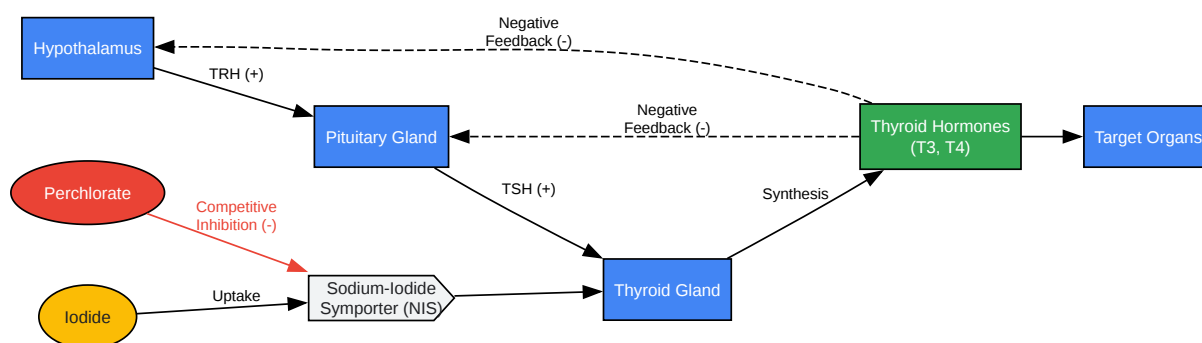 Negative
Feedback (-)
Hypothalamus
TRH (+)
Negative
Feedback (-)
Pituitary Gland
Thyroid Hormones
(T3, T4)
Target Organs
Perchlorate
TSH (+)
Synthesis
Competitive
Inhibition (-)
Sodium-Iodide
Symporter (NIS)
Uptake
Thyroid Gland
Iodide